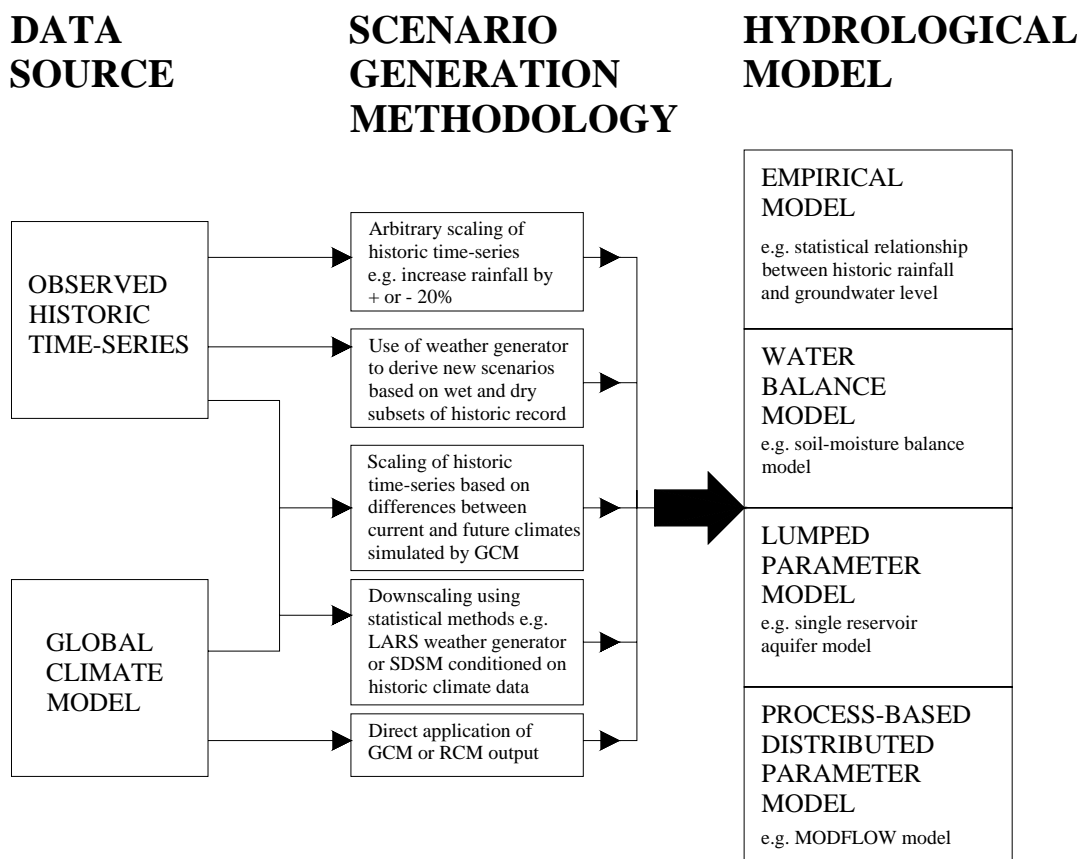 DATA
SOURCE
SCENARIO
GENERATION
METHODOLOGY
HYDROLOGICAL
MODEL
OBSERVED
HISTORIC
TIME-SERIES
GLOBAL
CLIMATE
MODEL
Arbitrary scaling of
historic time-series
e.g. increase rainfall by
+ or - 20%
Use of weather generator
to derive new scenarios
based on wet and dry
subsets of historic record
Scaling of historic
time-series based on
differences between
current and future climates
simulated by GCM
Downscaling using
statistical methods e.g.
LARS weather generator
or SDSM conditioned on
historic climate data
Direct application of
GCM or RCM output
EMPIRICAL
MODEL
e.g. statistical relationship
between historic rainfall
and groundwater level
WATER
BALANCE
MODEL
e.g. soil-moisture balance
model
LUMPED
PARAMETER
MODEL
e.g. single reservoir
aquifer model
PROCESS-BASED
DISTRIBUTED
PARAMETER
MODEL
e.g. MODFLOW model